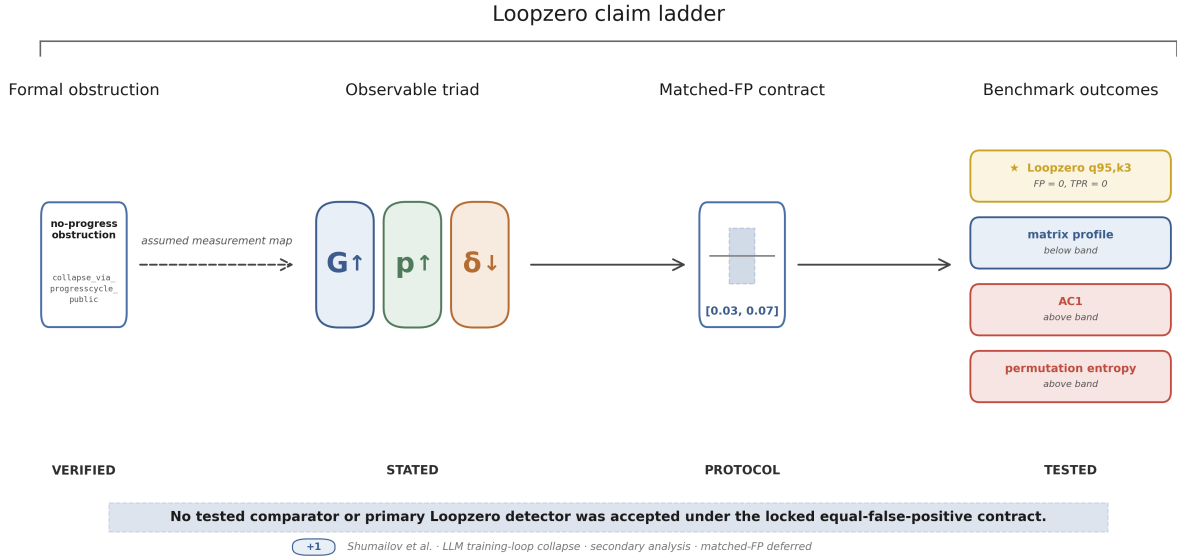 Loopzero claim ladder
Formal obstruction
Observable triad
Matched-FP contract
Benchmark outcomes
no-progress
obstruction
collapse_via_
progresscycle_
public
assumed measurement map
G↑
p↑
δ↓
[0.03, 0.07]
★ Loopzero q95,k3
FP = 0, TPR = 0
matrix profile
below band
AC1
above band
permutation entropy
above band
VERIFIED
STATED
PROTOCOL
TESTED
No tested comparator or primary Loopzero detector was accepted under the locked equal-false-positive contract.
+1
Shumailov et al. · LLM training-loop collapse · secondary analysis · matched-FP deferred